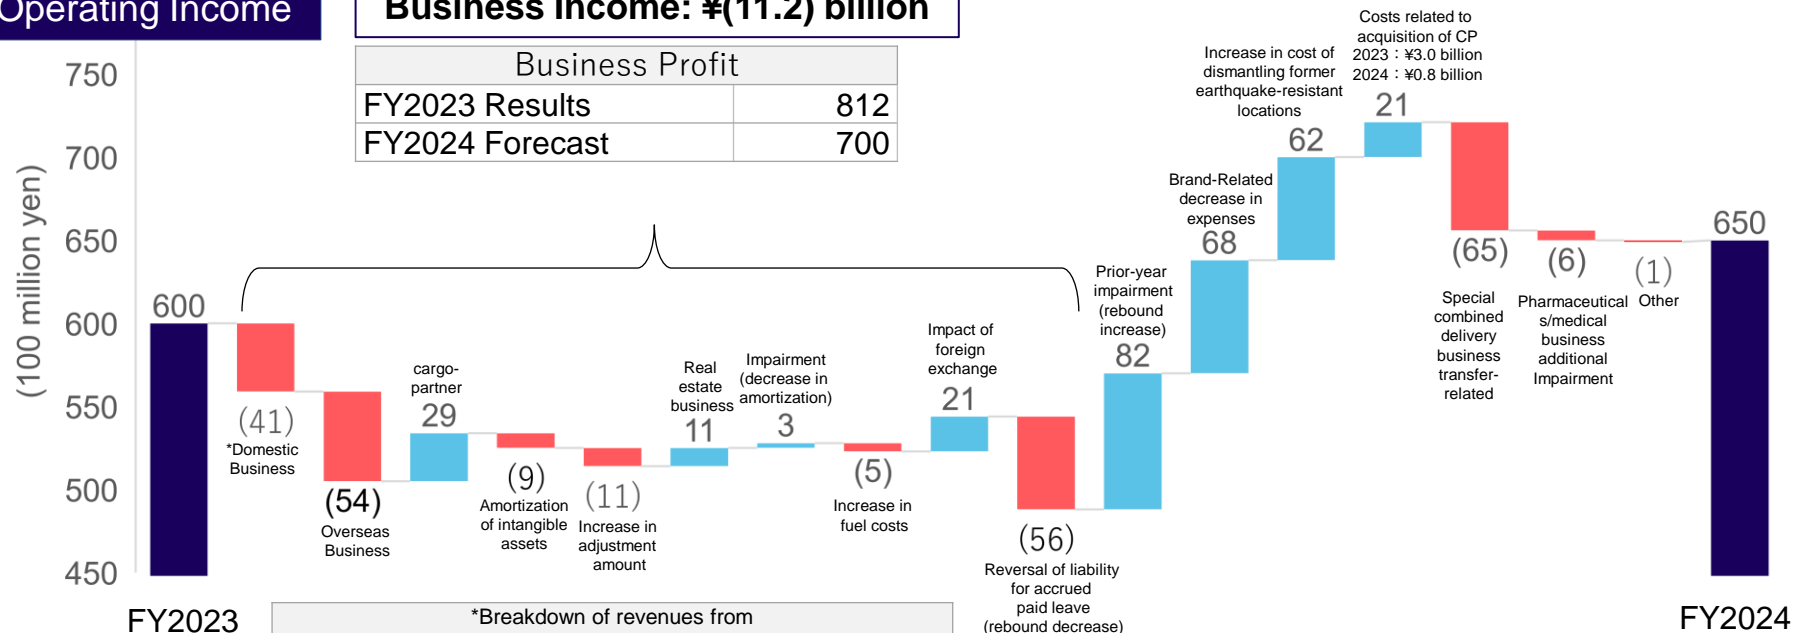 Operating Income
Business Income: ¥(11.2) billion
Business Profit
FY2023 Results 812
FY2024 Forecast 700
(100 million yen)
750
700
650
600
550
500
450
600
(41)
*Domestic
Business
(54)
Overseas
Business
cargo-
partner
29
(9)
Amortization
of intangible
assets
(11)
Increase in
adjustment
amount
Real
estate
business
11
Impairment
(decrease in
amortization)
3
(5)
Increase in
fuel costs
Impact of
foreign
exchange
21
(56)
Reversal of liability
for accrued
paid leave
(rebound decrease)
Prior-year
impairment
(rebound
increase)
82
Brand-Related
decrease in
expenses
68
Increase in cost of
dismantling former
earthquake-resistant
locations
62
Costs related to
acquisition of CP
2023：¥3.0 billion
2024：¥0.8 billion
21
(65)
Special
combined
delivery
business
transfer-
related
(6)
Pharmaceutical
s/medical
business
additional
Impairment
(1)
Other
650
FY2023
FY2024
*Breakdown of revenues from